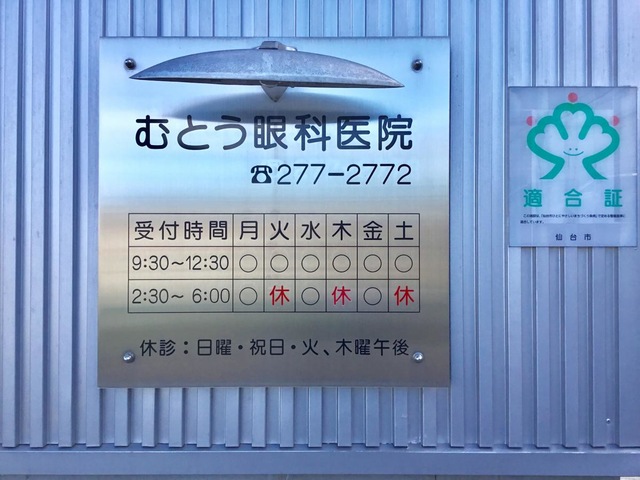 むとう眼科医院
☎277-2772
受付時間 月 火 水 木 金 土
9:30～12:30 ○ ○ ○ ○ ○ ○
2:30～ 6:00 ○ 休 ○ 休 ○ 休
休診：日曜・祝日・火、木曜午後
適合証
仙台市